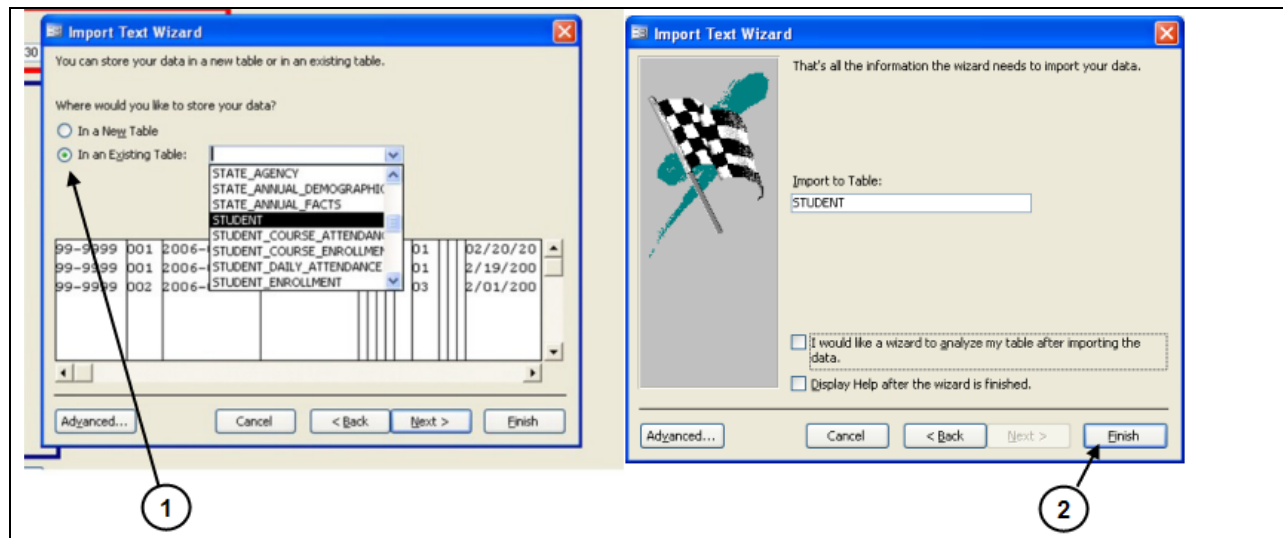 Import Text Wizard
30
You can store your data in a new table or in an existing table.
Where would you like to store your data?
In a New Table
In an Existing Table:
STATE_AGENCY
STATE_ANNUAL_DEMOGRAPHIC
STATE_ANNUAL_FACTS
STUDENT
STUDENT_COURSE_ATTENDAN
STUDENT_COURSE_ENROLLMEN
STUDENT_DAILY_ATTENDANCE
STUDENT_ENROLLMENT
99-9999 001 2006- 01 02/20/20
99-9999 001 2006- 01 2/19/200
99-9999 002 2006- 03 2/01/200
Advanced... Cancel < Back Next > Finish
1
Import Text Wizard
That's all the information the wizard needs to import your data.
Import to Table:
STUDENT
I would like a wizard to analyze my table after importing the
data.
Display Help after the wizard is finished.
Advanced... Cancel < Back Next > Finish
2